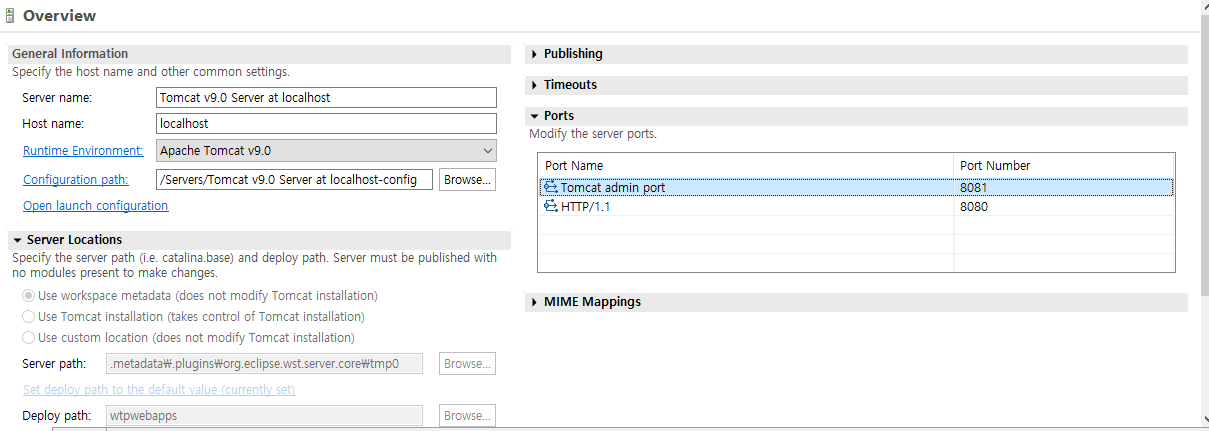 Overview
General Information
Specify the host name and other common settings.
Server name:
Tomcat v9.0 Server at localhost
Host name:
localhost
Runtime Environment:
Apache Tomcat v9.0
Configuration path:
/Servers/Tomcat v9.0 Server at localhost-config
Browse...
Open launch configuration
Server Locations
Specify the server path (i.e. catalina.base) and deploy path. Server must be published with
no modules present to make changes.
Use workspace metadata (does not modify Tomcat installation)
Use Tomcat installation (takes control of Tomcat installation)
Use custom location (does not modify Tomcat installation)
Server path:
.metadata₩.plugins₩org.eclipse.wst.server.core₩tmp0
Browse...
Set deploy path to the default value (currently set)
Deploy path:
wtpwebapps
Browse...
Publishing
Timeouts
Ports
Modify the server ports.
Port Name Port Number
Tomcat admin port 8081
HTTP/1.1 8080
MIME Mappings